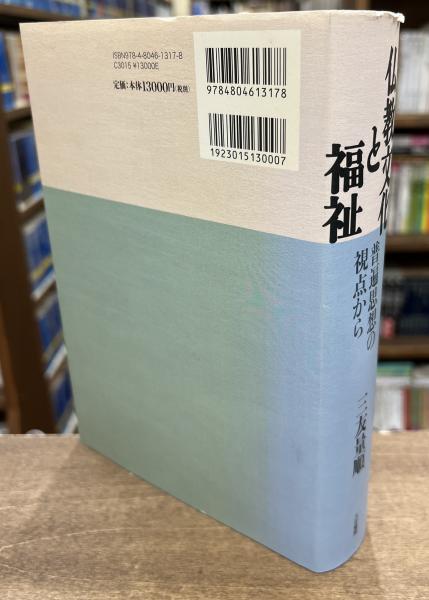 ISBN978-4-8046-1317-8
C3015 ¥13000E
定価:本体13000円(税別)
9784804613178
1923015130007
仏教文化
と
福祉
普遍思想の
視点から
三友量順